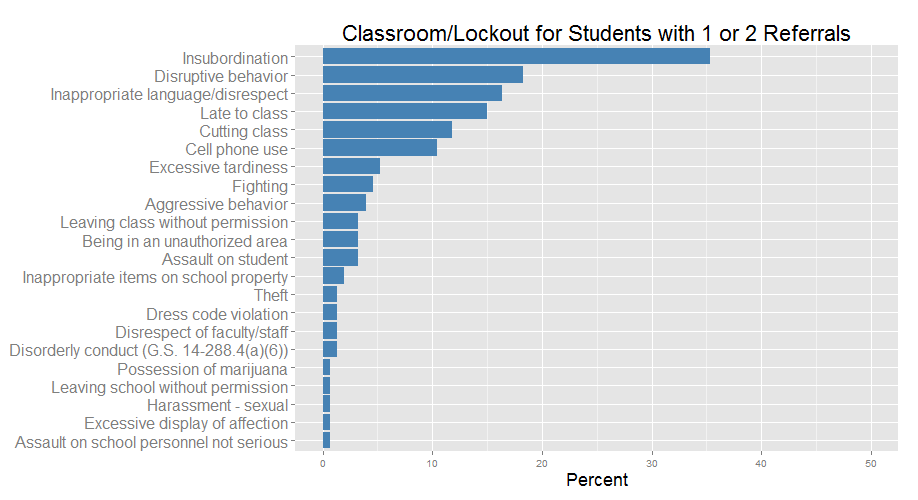 Classroom/Lockout for Students with 1 or 2 Referrals
Insubordination
Disruptive behavior
Inappropriate language/disrespect
Late to class
Cutting class
Cell phone use
Excessive tardiness
Fighting
Aggressive behavior
Leaving class without permission
Being in an unauthorized area
Assault on student
Inappropriate items on school property
Theft
Dress code violation
Disrespect of faculty/staff
Disorderly conduct (G.S. 14-288.4(a)(6))
Possession of marijuana
Leaving school without permission
Harassment - sexual
Excessive display of affection
Assault on school personnel not serious
0 10 20 30 40 50
Percent